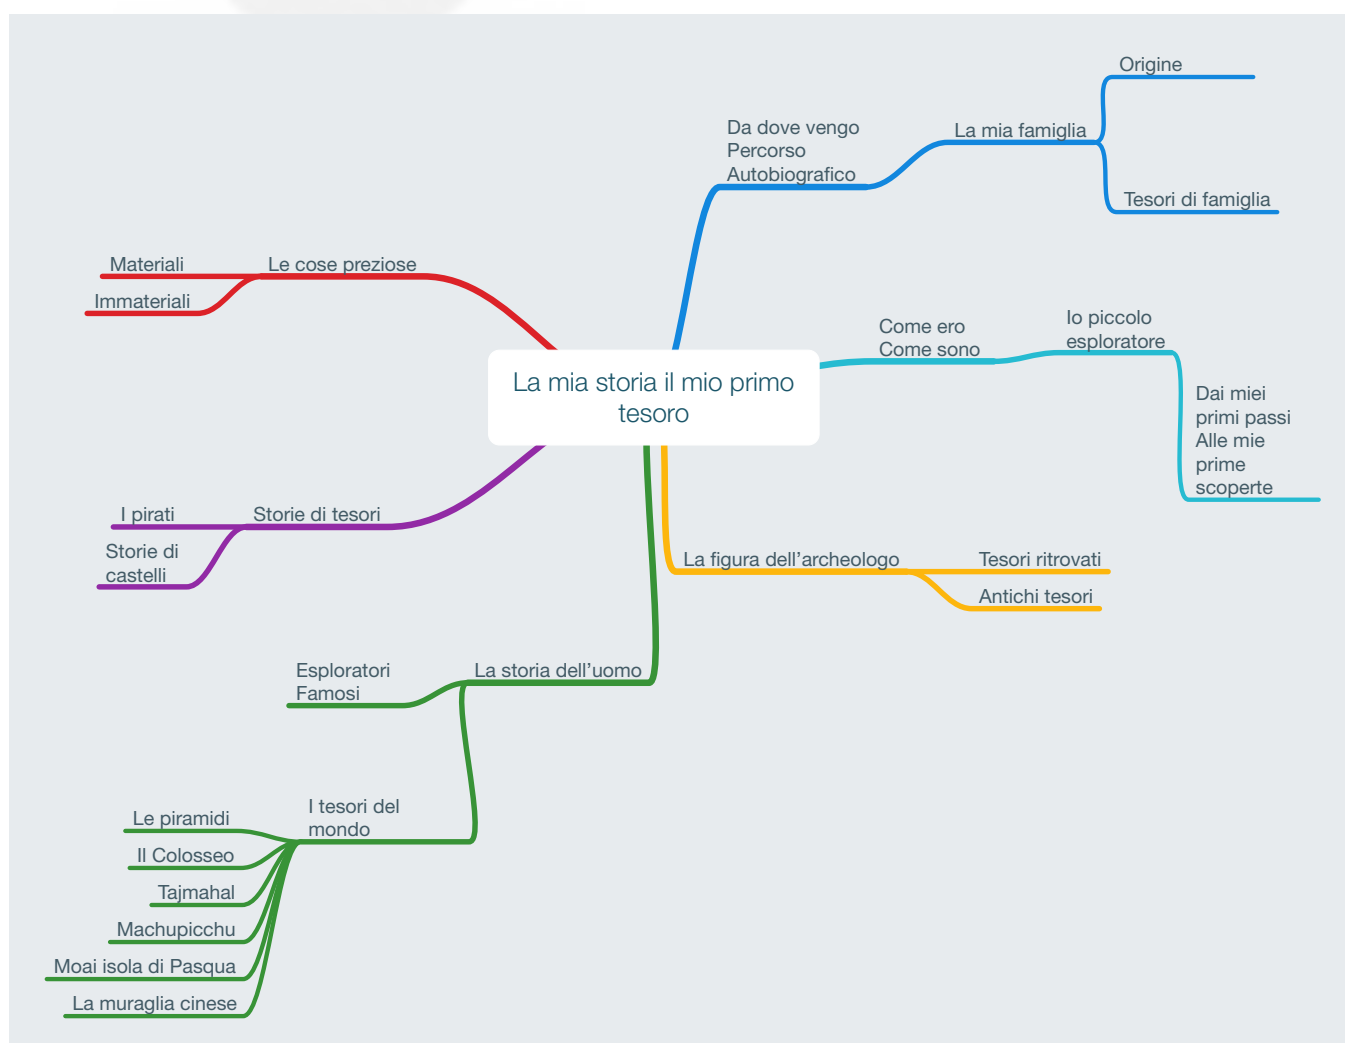 La mia storia il mio primo
tesoro
Da dove vengo
Percorso
Autobiografico
La mia famiglia
Origine
Tesori di famiglia
Come ero
Come sono
Io piccolo
esploratore
Dai miei
primi passi
Alle mie
prime
scoperte
La figura dell'archeologo
Tesori ritrovati
Antichi tesori
La storia dell'uomo
Esploratori
Famosi
I tesori del
mondo
Le piramidi
Il Colosseo
Tajmahal
Machupicchu
Moai isola di Pasqua
La muraglia cinese
Storie di tesori
I pirati
Storie di
castelli
Le cose preziose
Materiali
Immateriali